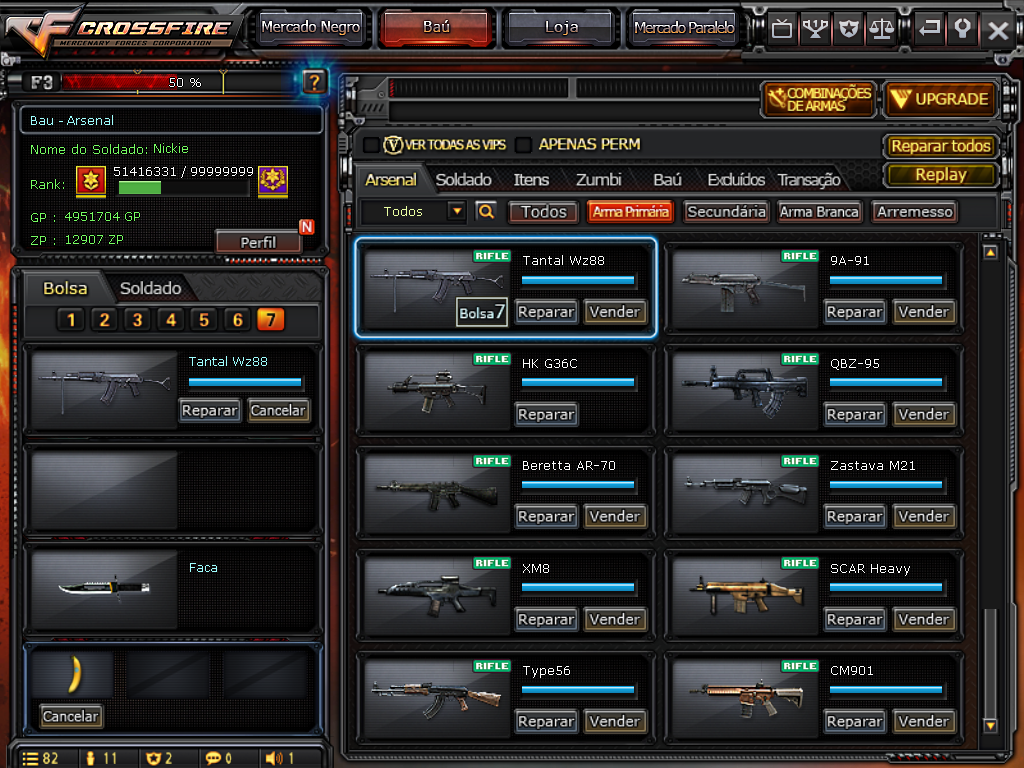 CROSSFIRE
MERCENARY FORCES CORPORATION
Mercado Negro
Baú
Loja
Mercado Paralelo
F3
50 %
?
Bau - Arsenal
Nome do Soldado: Nickie
Rank:
51416331 / 99999999
GP : 4951704 GP
ZP : 12907 ZP
N
Perfil
Bolsa
Soldado
1 2 3 4 5 6 7
Tantal Wz88
Reparar
Cancelar
Faca
Cancelar
82
11
2
0
1
COMBINAÇÕES
DE ARMAS
UPGRADE
V VER TODAS AS VIPS
APENAS PERM
Reparar todos
Replay
Arsenal
Soldado
Itens
Zumbi
Baú
Excluídos
Transação
Todos
Todos
Arma Primária
Secundária
Arma Branca
Arremesso
RIFLE
Tantal Wz88
Bolsa7
Reparar
Vender
RIFLE
9A-91
Reparar
Vender
RIFLE
HK G36C
Reparar
RIFLE
QBZ-95
Reparar
Vender
RIFLE
Beretta AR-70
Reparar
Vender
RIFLE
Zastava M21
Reparar
Vender
RIFLE
XM8
Reparar
Vender
RIFLE
SCAR Heavy
Reparar
Vender
RIFLE
Type56
Reparar
Vender
RIFLE
CM901
Reparar
Vender